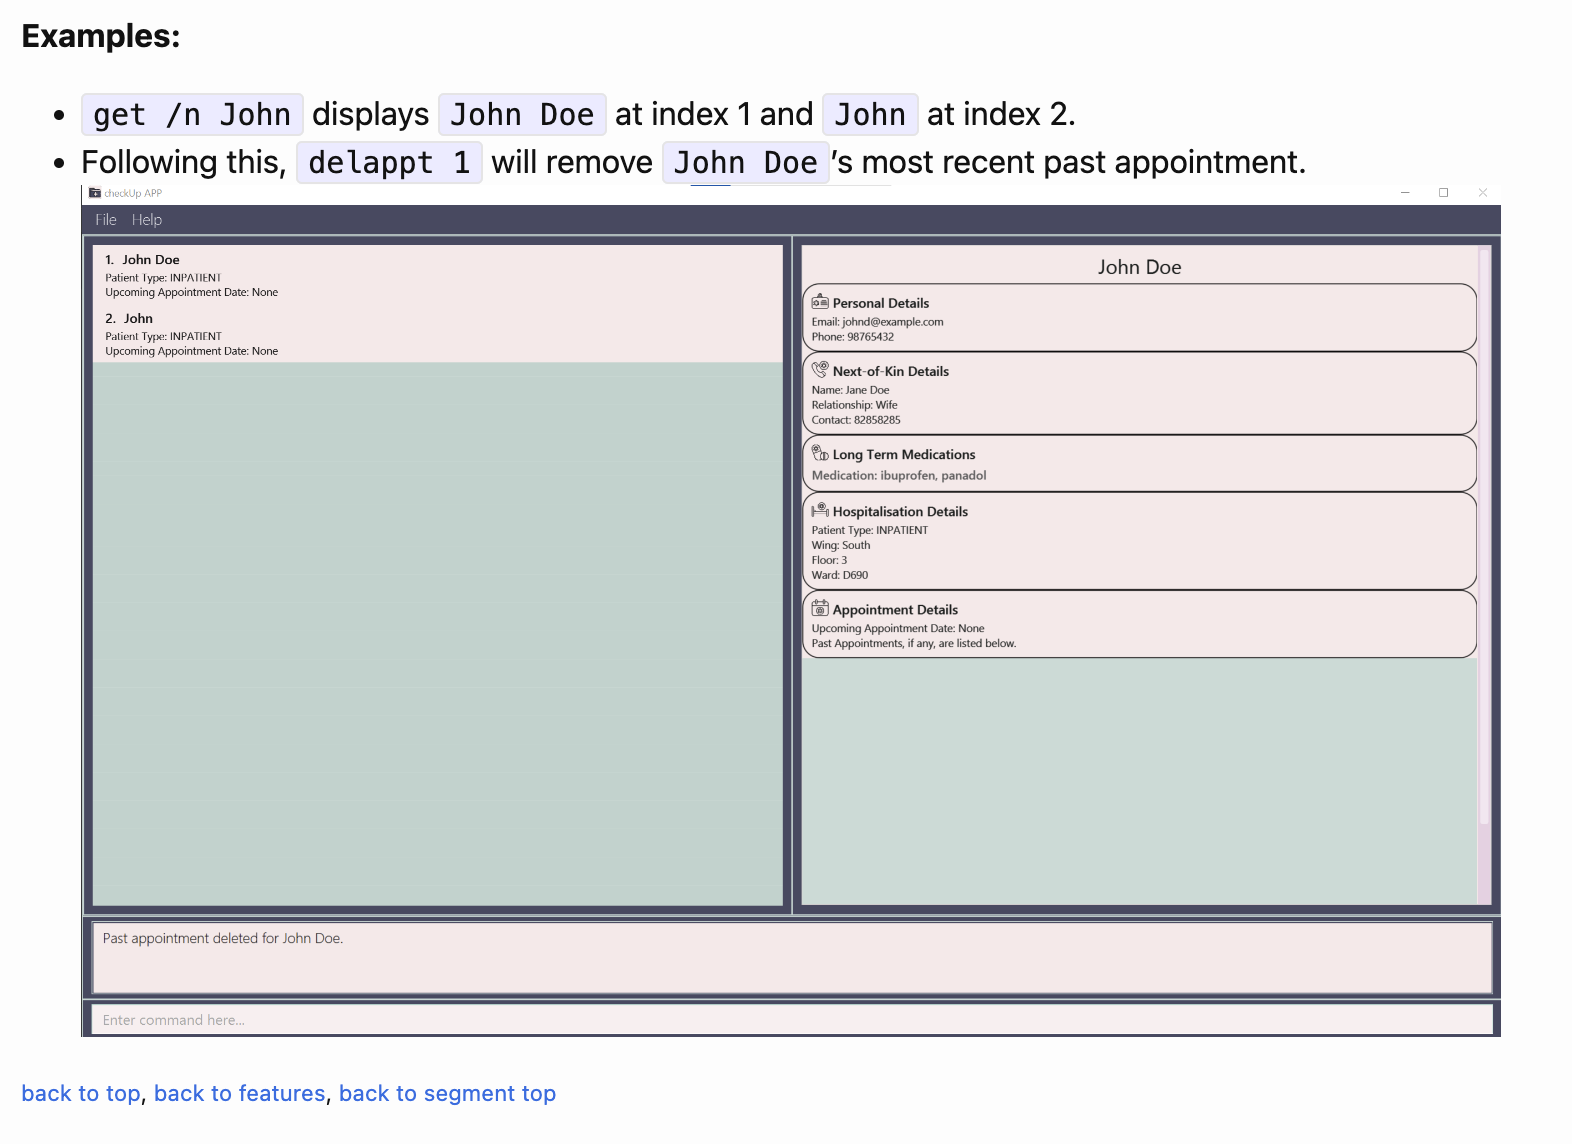 Examples:
get /n John displays John Doe at index 1 and John at index 2.
Following this, delappt 1 will remove John Doe’s most recent past appointment.
checkUp APP
File Help
1. John Doe
Patient Type: INPATIENT
Upcoming Appointment Date: None
2. John
Patient Type: INPATIENT
Upcoming Appointment Date: None
John Doe
Personal Details
Email: johnd@example.com
Phone: 98765432
Next-of-Kin Details
Name: Jane Doe
Relationship: Wife
Contact: 82858285
Long Term Medications
Medication: ibuprofen, panadol
Hospitalisation Details
Patient Type: INPATIENT
Wing: South
Floor: 3
Ward: D690
Appointment Details
Upcoming Appointment Date: None
Past Appointments, if any, are listed below.
Past appointment deleted for John Doe.
Enter command here...
back to top, back to features, back to segment top